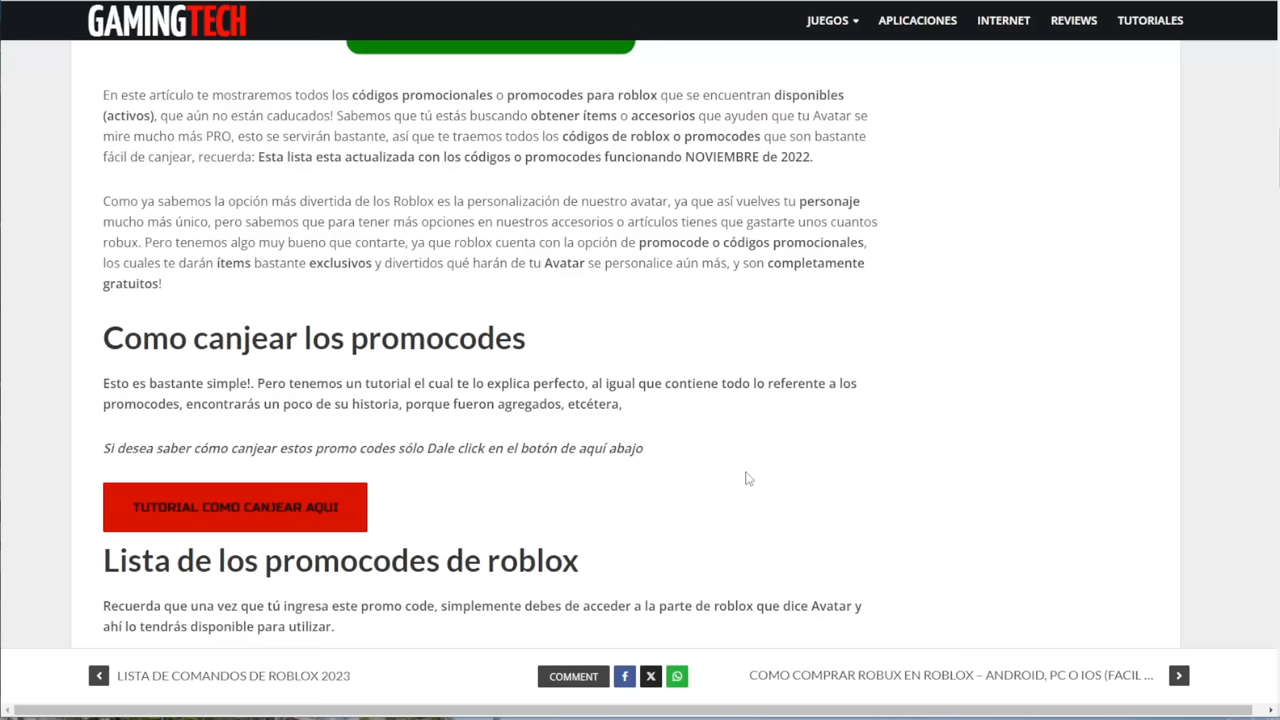 GAMINGTECH
JUEGOS APLICACIONES INTERNET REVIEWS TUTORIALES
En este artículo te mostraremos todos los códigos promocionales o promocodes para roblox que se encuentran disponibles
(activos), que aún no están caducados! Sabemos que tú estás buscando obtener ítems o accesorios que ayuden que tu Avatar se
mire mucho más PRO, esto se servirán bastante, así que te traemos todos los códigos de roblox o promocodes que son bastante
fácil de canjear, recuerda: Esta lista esta actualizada con los códigos o promocodes funcionando NOVIEMBRE de 2022.
Como ya sabemos la opción más divertida de los Roblox es la personalización de nuestro avatar, ya que así vuelves tu personaje
mucho más único, pero sabemos que para tener más opciones en nuestros accesorios o artículos tienes que gastarte unos cuantos
robux. Pero tenemos algo muy bueno que contarte, ya que roblox cuenta con la opción de promocode o códigos promocionales,
los cuales te darán ítems bastante exclusivos y divertidos qué harán de tu Avatar se personalice aún más, y son completamente
gratuitos!
Como canjear los promocodes
Esto es bastante simple!. Pero tenemos un tutorial el cual te lo explica perfecto, al igual que contiene todo lo referente a los
promocodes, encontrarás un poco de su historia, porque fueron agregados, etcétera,
Si desea saber cómo canjear estos promo codes sólo Dale click en el botón de aquí abajo
TUTORIAL COMO CANJEAR AQUI
Lista de los promocodes de roblox
Recuerda que una vez que tú ingresa este promo code, simplemente debes de acceder a la parte de roblox que dice Avatar y
ahí lo tendrás disponible para utilizar.
LISTA DE COMANDOS DE ROBLOX 2023 COMMENT COMO COMPRAR ROBUX EN ROBLOX – ANDROID, PC O IOS (FACIL ...